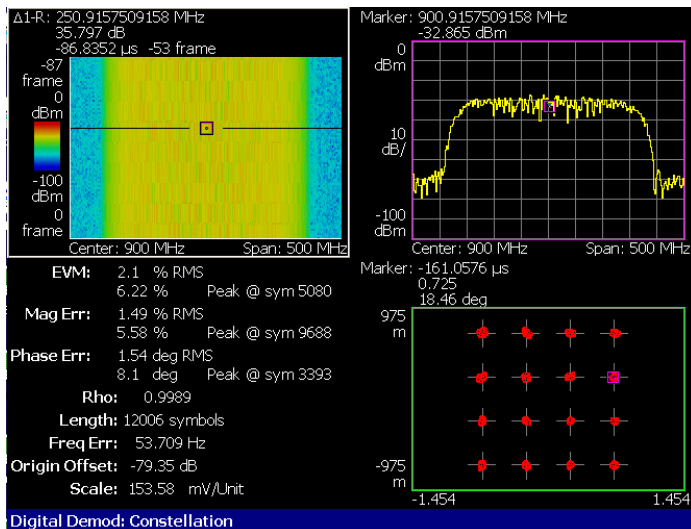 Δ1-R: 250.9157509158 MHz
35.797 dB
-86.8352 µs -53 frame
-87
frame
0
dBm
-100
dBm
0
frame
Center: 900 MHz Span: 500 MHz
Marker: 900.9157509158 MHz
-32.865 dBm
0
dBm
10
dB/
-100
dBm
Center: 900 MHz Span: 500 MHz
EVM: 2.1 % RMS
6.22 % Peak @ sym 5080
Mag Err: 1.49 % RMS
5.58 % Peak @ sym 9688
Phase Err: 1.54 deg RMS
8.1 deg Peak @ sym 3393
Rho: 0.9989
Length: 12006 symbols
Freq Err: 53.709 Hz
Origin Offset: -79.35 dB
Scale: 153.58 mV/Unit
Marker: -161.0576 µs
0.725
18.46 deg
975
m
-975
m
-1.454 1.454
Digital Demod: Constellation